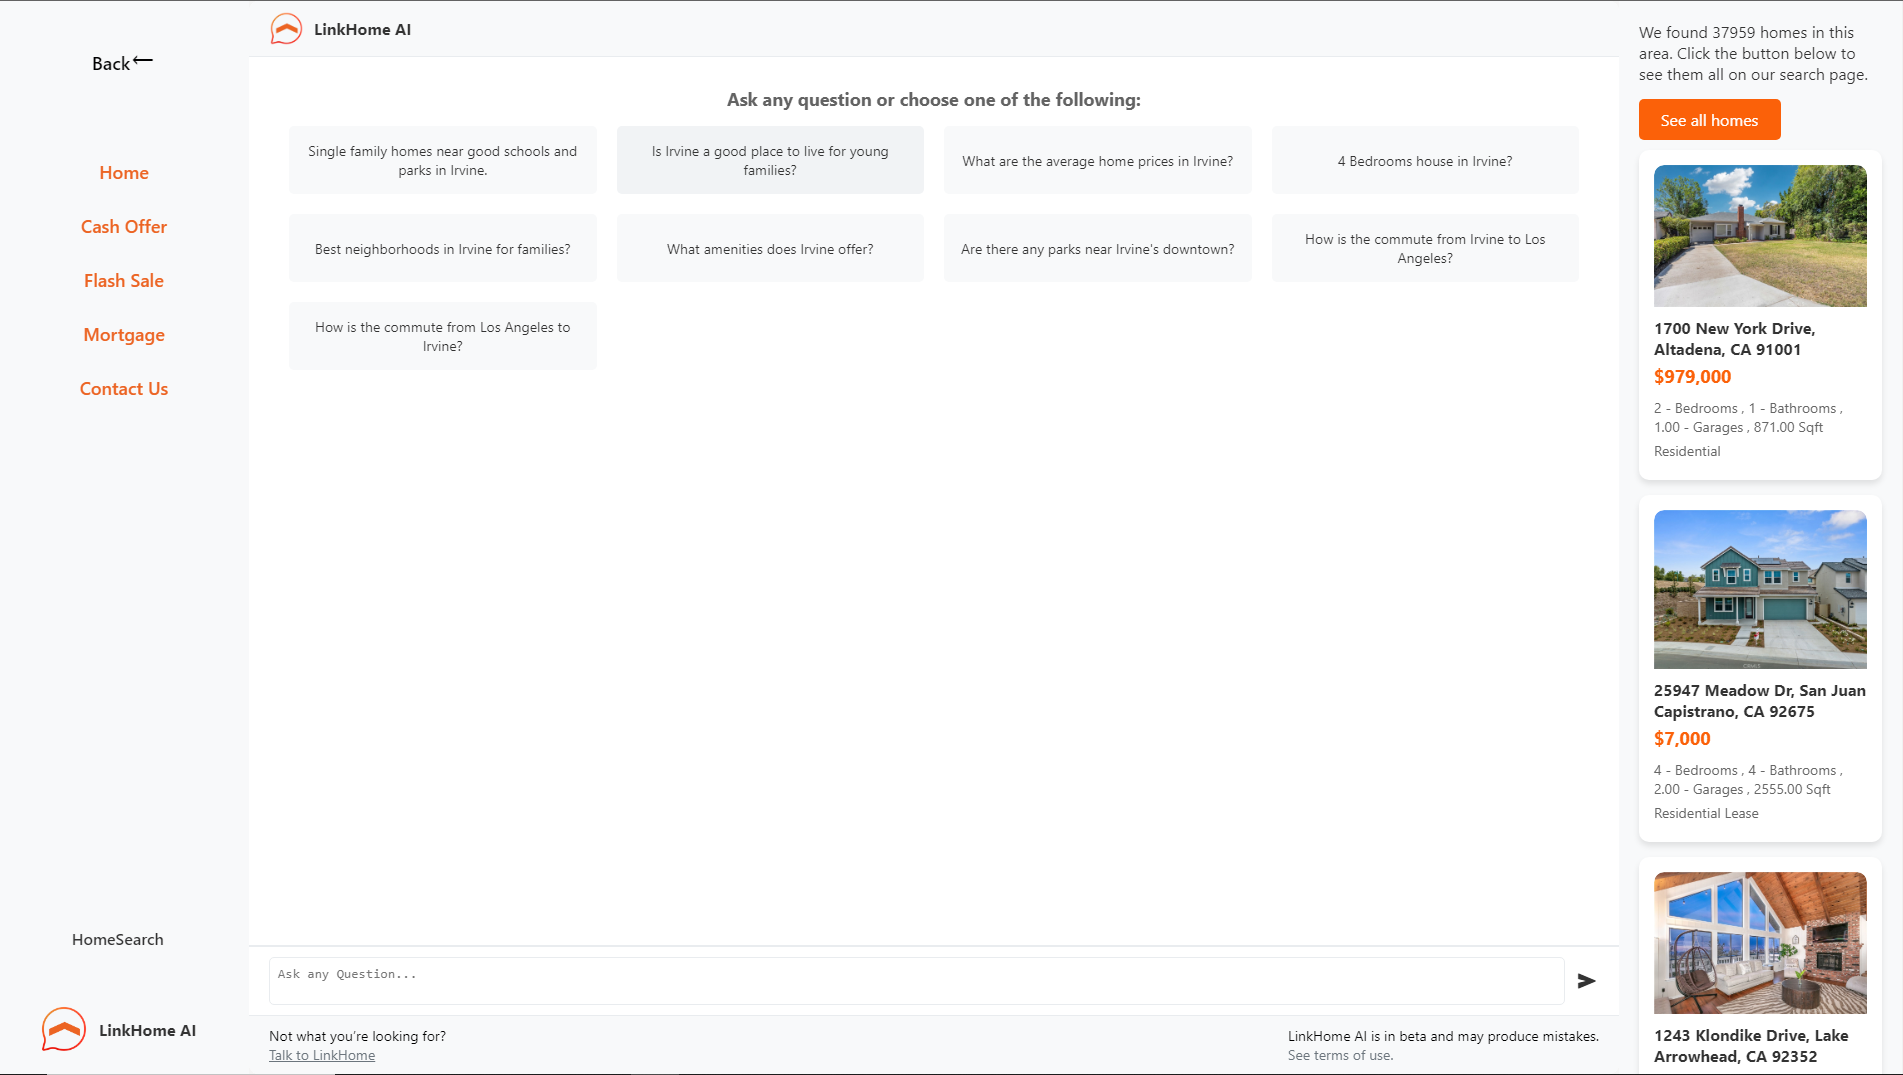 Back
Home
Cash Offer
Flash Sale
Mortgage
Contact Us
HomeSearch
LinkHome AI
LinkHome AI
Ask any question or choose one of the following:
Single family homes near good schools and
parks in Irvine.
Is Irvine a good place to live for young
families?
What are the average home prices in Irvine?
4 Bedrooms house in Irvine?
Best neighborhoods in Irvine for families?
What amenities does Irvine offer?
Are there any parks near Irvine's downtown?
How is the commute from Irvine to Los
Angeles?
How is the commute from Los Angeles to
Irvine?
Ask any Question...
Not what you’re looking for?
Talk to LinkHome
LinkHome AI is in beta and may produce mistakes.
See terms of use.
We found 37959 homes in this
area. Click the button below to
see them all on our search page.
See all homes
1700 New York Drive,
Altadena, CA 91001
$979,000
2 - Bedrooms , 1 - Bathrooms ,
1.00 - Garages , 871.00 Sqft
Residential
25947 Meadow Dr, San Juan
Capistrano, CA 92675
$7,000
4 - Bedrooms , 4 - Bathrooms ,
2.00 - Garages , 2555.00 Sqft
Residential Lease
1243 Klondike Drive, Lake
Arrowhead, CA 92352